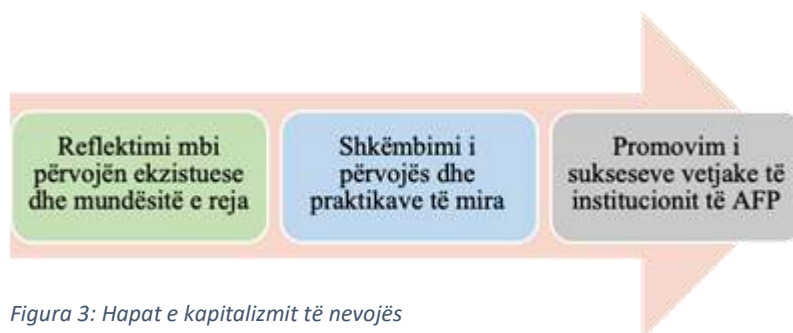 Reflektimi mbi
përvojën ekzistuese
dhe mundësitë e reja
Shkëmbimi i
përvojës dhe
praktikave të mira
Promovim i
sukseseve vetjake të
institucionit të AFP
Figura 3: Hapat e kapitalizmit të nevojës